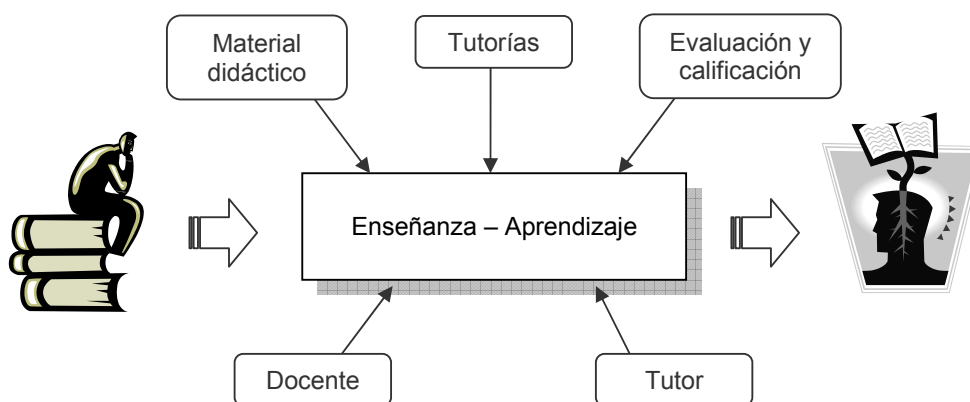 Material
didáctico
Tutorías
Evaluación y
calificación
Enseñanza – Aprendizaje
Docente
Tutor